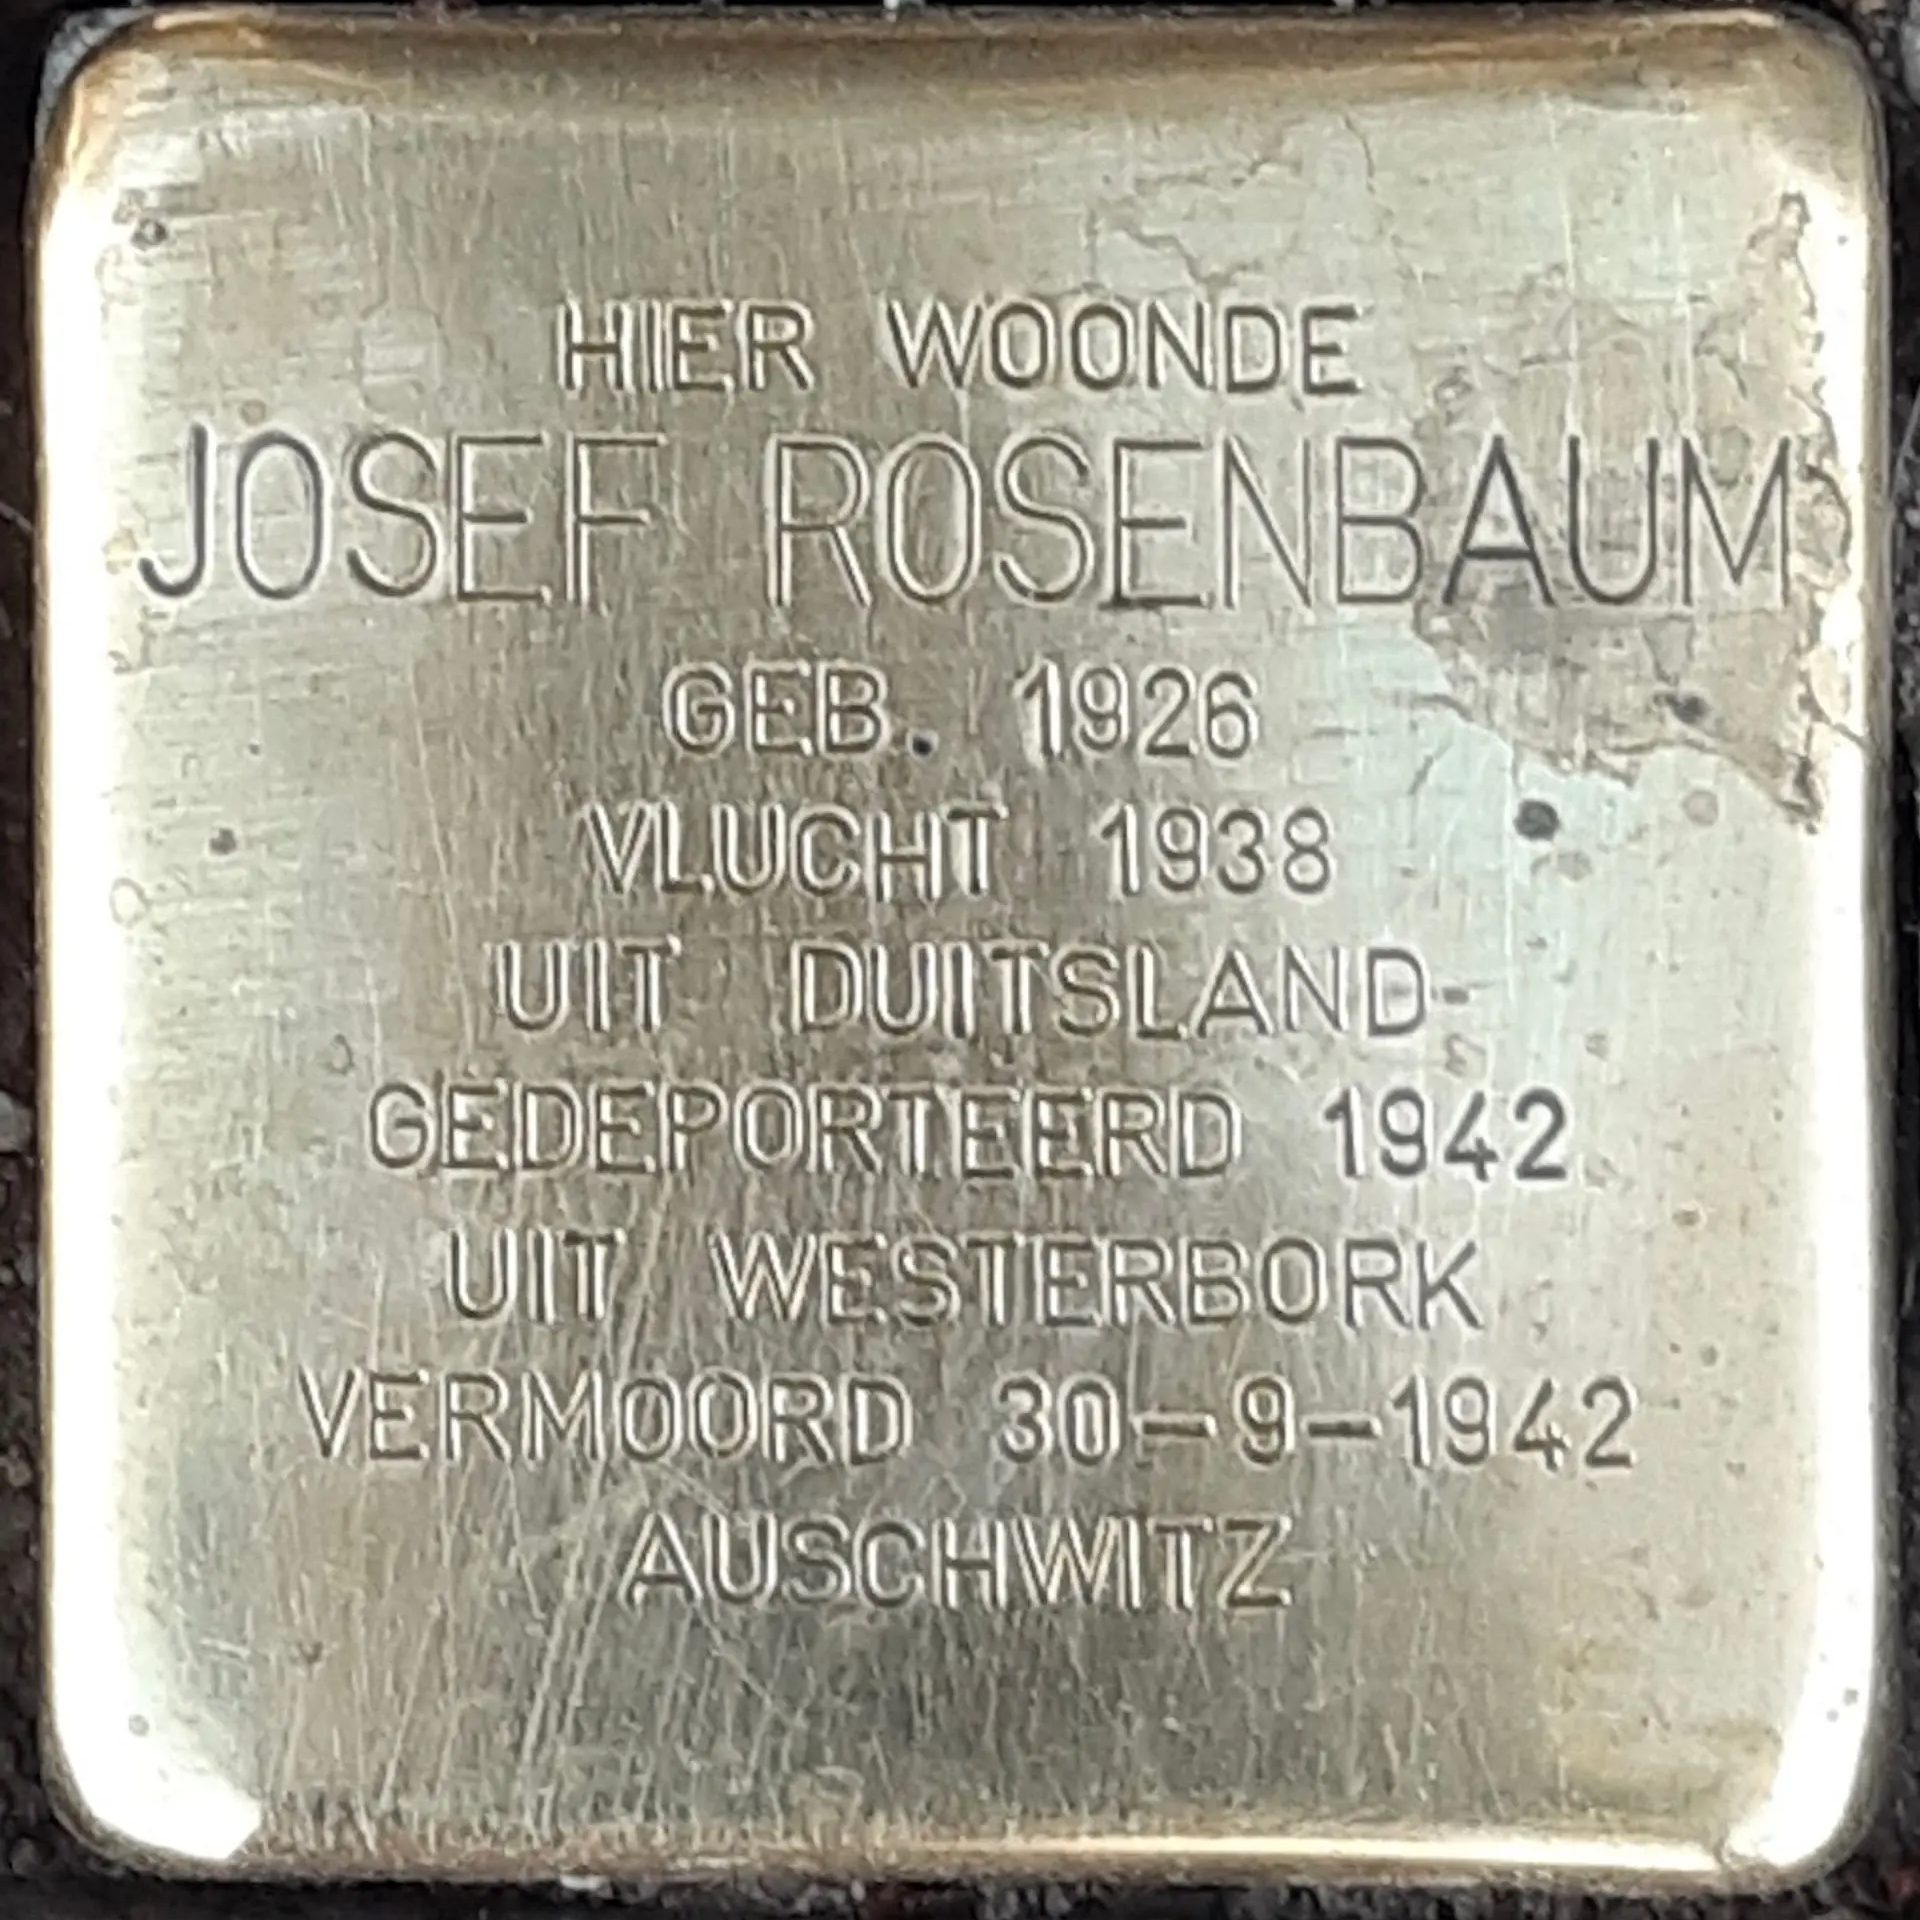 HIER WOONDE
JOSEF ROSENBAUM
GEB. 1926
VLUCHT 1938
UIT DUITSLAND
GEDEPORTEERD 1942
UIT WESTERBORK
VERMOORD 30-9-1942
AUSCHWITZ